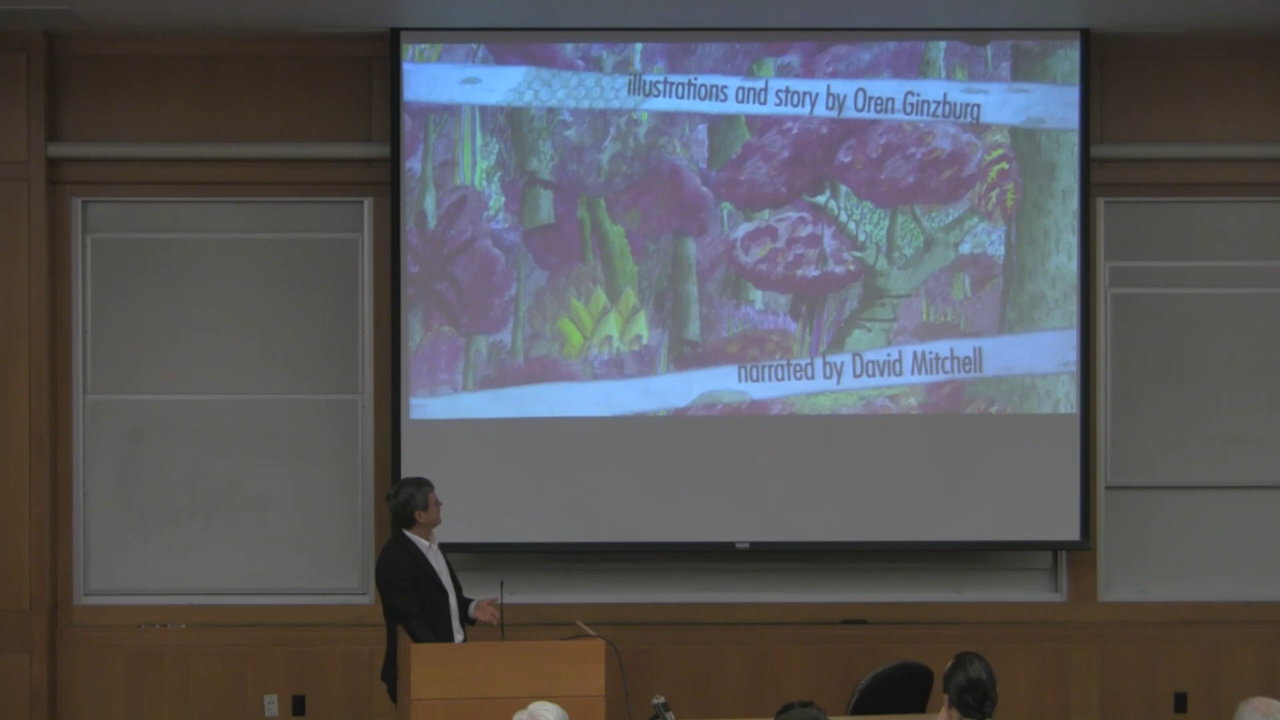 illustrations and story by Oren Ginzburg
narrated by David Mitchell